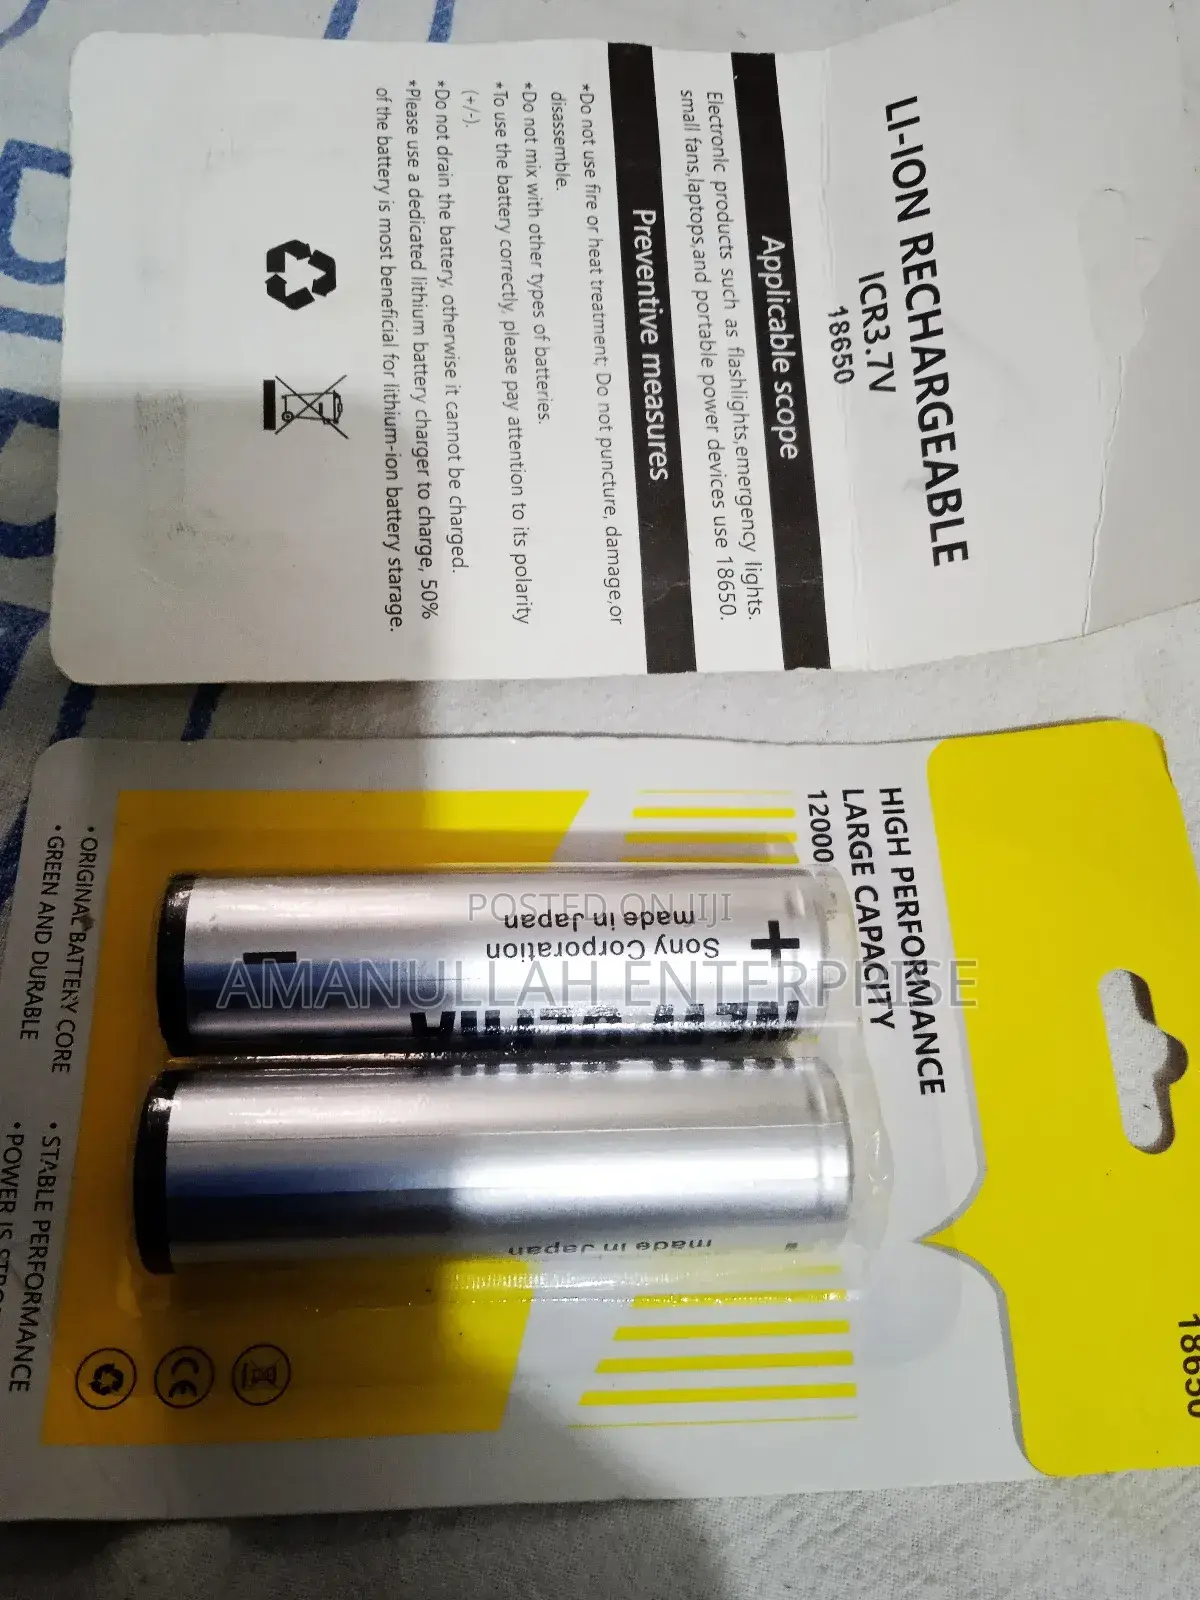 LI-ION RECHARGEABLE
ICR3.7V
18650
Applicable scope
Electronic products such as flashlights,emergency lights.
small fans,laptops,and portable power devices use 18650.
Preventive measures
*Do not use fire or heat treatment; Do not puncture, damage,or
disassemble.
*Do not mix with other types of batteries.
*To use the battery correctly, please pay attention to its polarity
(+/-).
*Do not drain the battery, otherwise it cannot be charged.
*Please use a dedicated lithium battery charger to charge, 50%
of the battery is most beneficial for lithium-ion battery starage.
18650
HIGH PERFORMANCE
LARGE CAPACITY
12000
+
-
Sony Corporation
made in Japan
made in Japan
•ORIGINAL BATTERY CORE
•GREEN AND DURABLE
•STABLE PERFORMANCE
•POWER IS
CE
POSTED ON JIJI
AMANULLAH ENTERPRISE